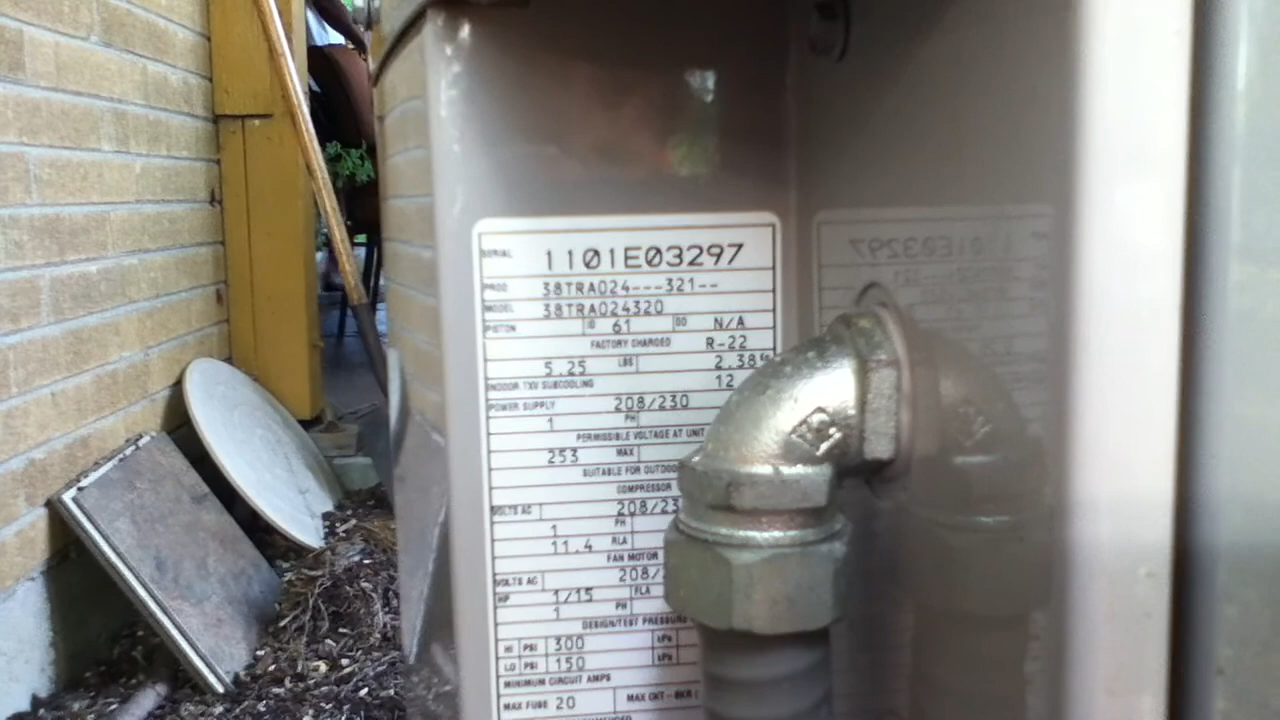 SERIAL 1101E03297
PROD 38TRA024---321--
MODEL 38TRA024320
PISTON ID 61 OD N/A
FACTORY CHARGED R-22
5.25 LBS 2.38
INDOOR TXV SUBCOOLING 12
POWER SUPPLY 208/230
1 PH
PERMISSIBLE VOLTAGE AT UNIT
253 MAX
SUITABLE FOR OUTDOO
COMPRESSOR
VOLTS AC 208/23
1 PH
11.4 RLA
FAN MOTOR
VOLTS AC 208/
HP 1/15 FLA
1 PH
DESIGN/TEST PRESSURE
HI PSI 300 kPa
LO PSI 150 kPa
MINIMUM CIRCUIT AMPS
MAX FUSE 20 MAX CKT-BKR